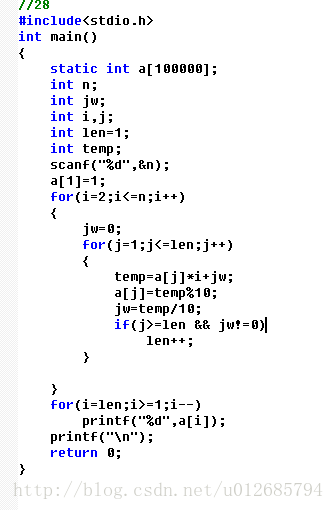 //28
#include<stdio.h>
int main()
{
    static int a[100000];
    int n;
    int jw;
    int i,j;
    int len=1;
    int temp;
    scanf("%d",&n);
    a[1]=1;
    for(i=2;i<=n;i++)
    {
        jw=0;
        for(j=1;j<=len;j++)
        {
            temp=a[j]*i+jw;
            a[j]=temp%10;
            jw=temp/10;
            if(j>=len && jw!=0)
                len++;
        }

    }
    for(i=len;i>=1;i--)
        printf("%d",a[i]);
    printf("\n");
    return 0;
}
http://blog.csdn.net/u012685794